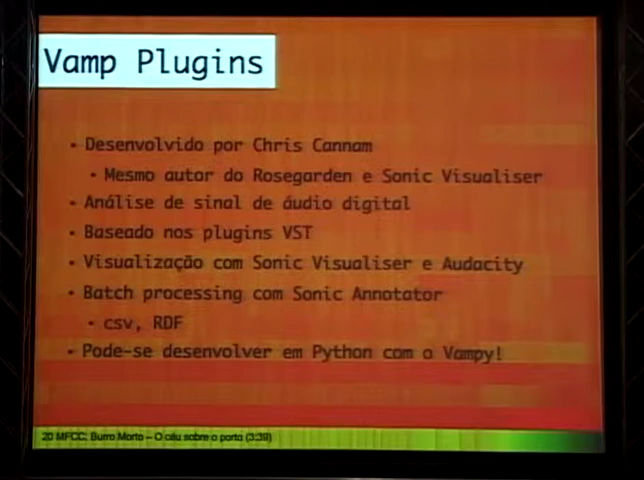 Vamp Plugins
• Desenvolvido por Chris Cannam
• Mesmo autor do Rosegarden e Sonic Visualiser
• Análise de sinal de áudio digital
• Baseado nos plugins VST
• Visualização com Sonic Visualiser e Audacity
• Batch processing com Sonic Annotator
• csv, RDF
• Pode-se desenvolver em Python com o Vampy!
20 MFCC: Burro Morto – O céu sobre a porta (3:39)